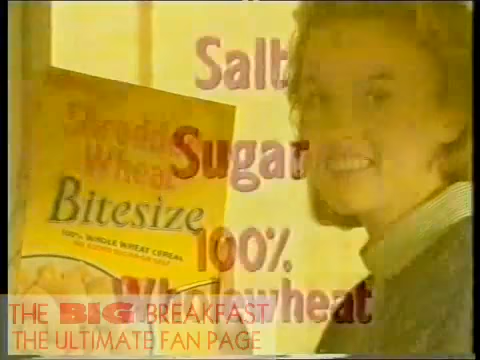 Salt
Sugar
100%
Wholewheat
Shredded
Wheat
Bitesize
100% WHOLE WHEAT CEREAL
THE BIG BREAKFAST
THE ULTIMATE FAN PAGE